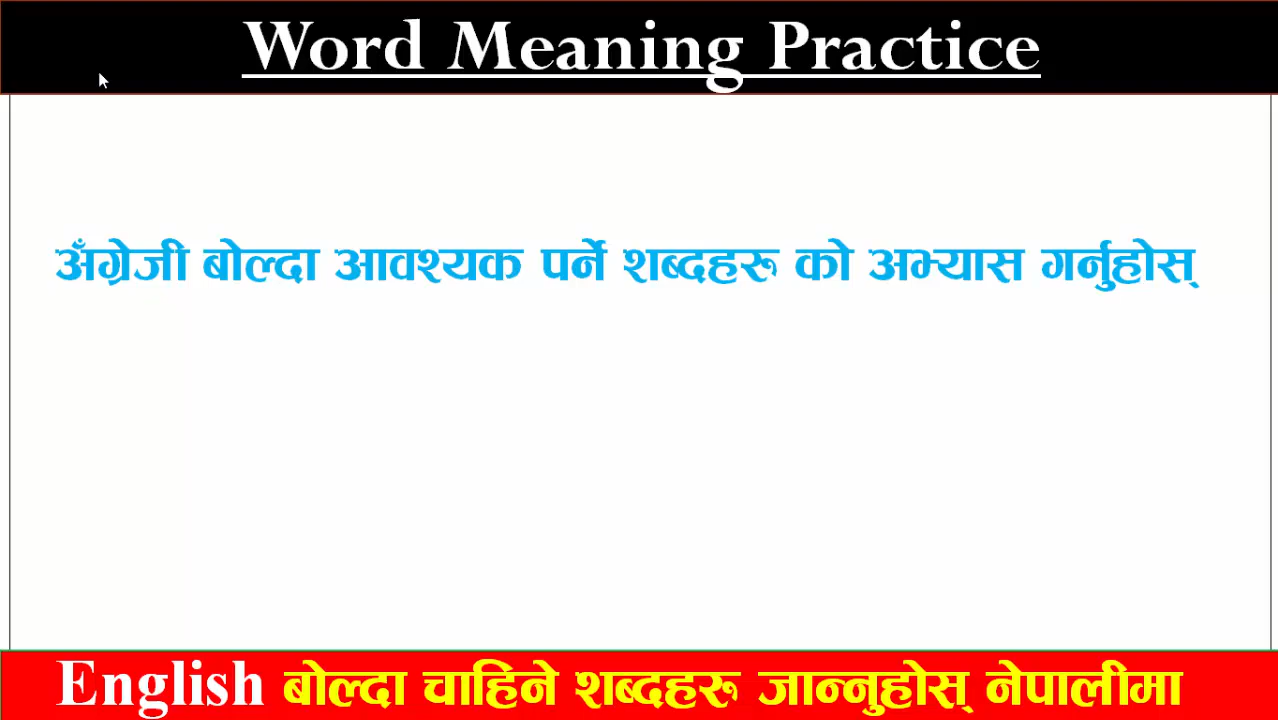 Word Meaning Practice
अँग्रेजी बोल्दा आवश्यक पर्ने शब्दहरू को अभ्यास गर्नुहोस्
English बोल्दा चाहिने शब्दहरू जान्नुहोस् नेपालीमा